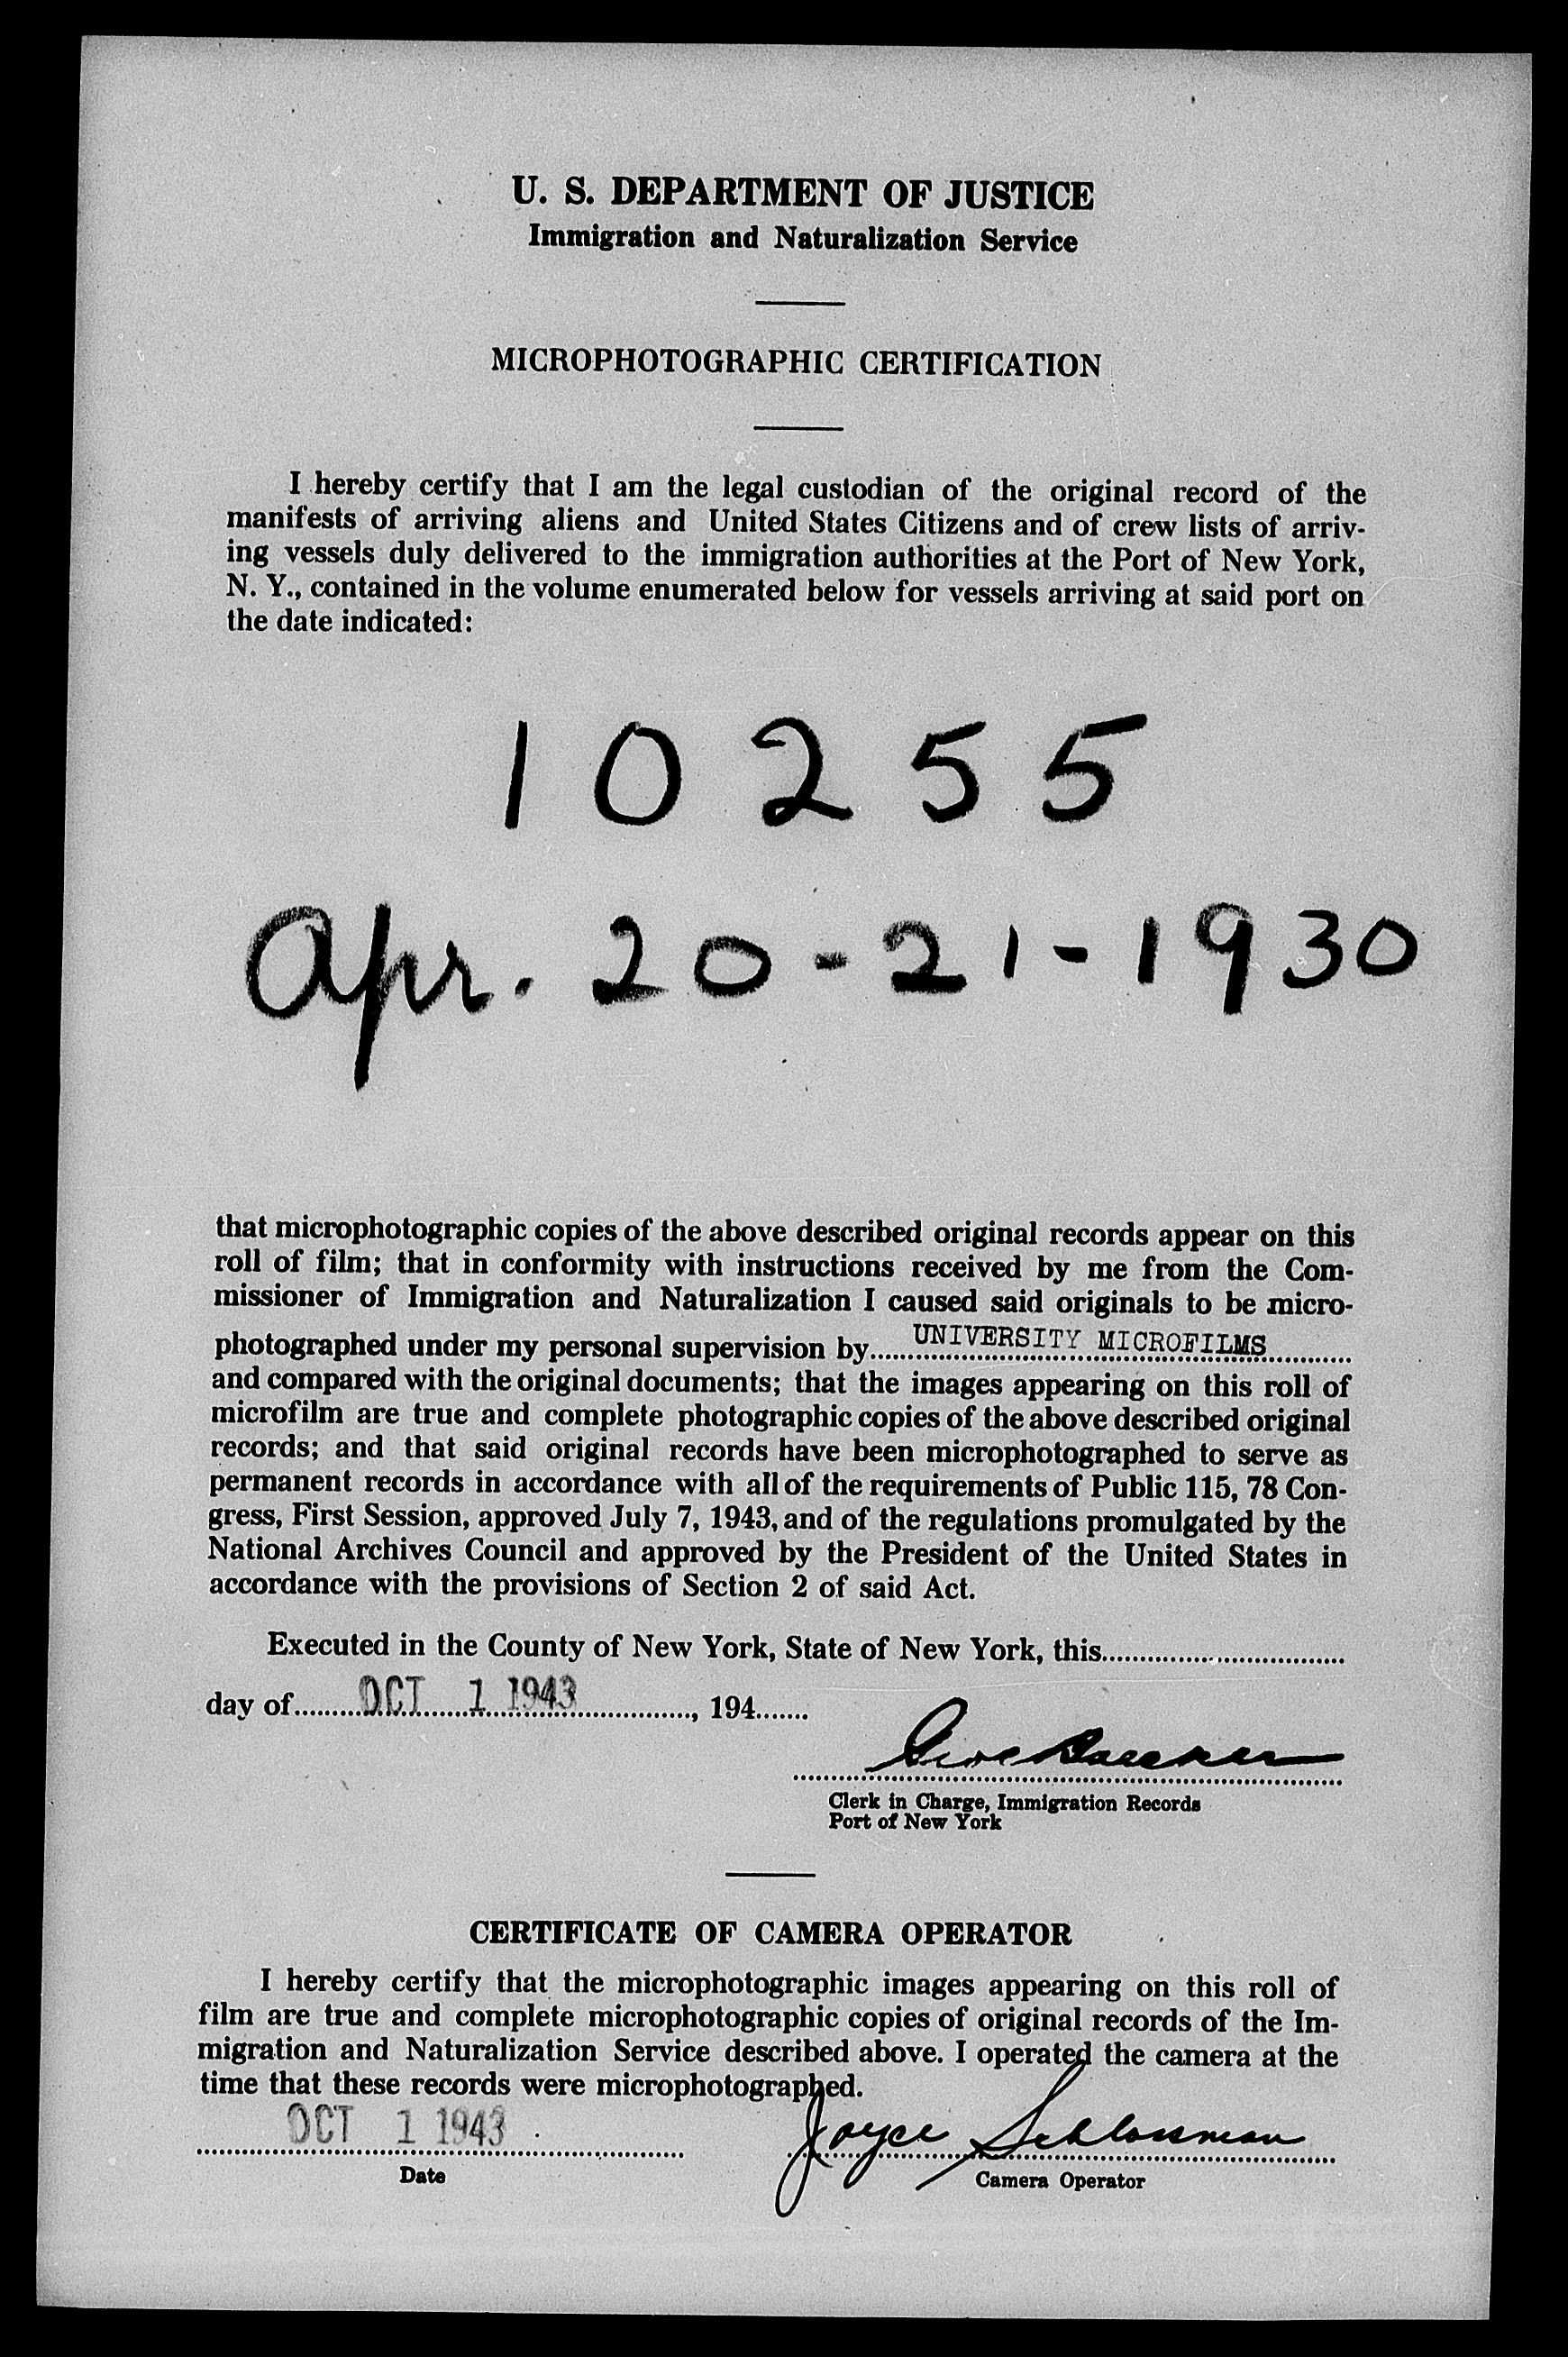 U. S. DEPARTMENT OF JUSTICE
Immigration and Naturalization Service
MICROPHOTOGRAPHIC CERTIFICATION
I hereby certify that I am the legal custodian of the original record of the
manifests of arriving aliens and United States Citizens and of crew lists of arriv-
ing vessels duly delivered to the immigration authorities at the Port of New York,
N. Y., contained in the volume enumerated below for vessels arriving at said port on
the date indicated:
10255
Apr. 20-21-1930
that microphotographic copies of the above described original records appear on this
roll of film; that in conformity with instructions received by me from the Com-
missioner of Immigration and Naturalization I caused said originals to be micro-
photographed under my personal supervision by UNIVERSITY MICROFILMS
and compared with the original documents; that the images appearing on this roll of
microfilm are true and complete photographic copies of the above described original
records; and that said original records have been microphotographed to serve as
permanent records in accordance with all of the requirements of Public 115, 78 Con-
gress, First Session, approved July 7, 1943, and of the regulations promulgated by the
National Archives Council and approved by the President of the United States in
accordance with the provisions of Section 2 of said Act.
Executed in the County of New York, State of New York, this
day of OCT 1 1943, 194
Clerk in Charge, Immigration Records
Port of New York
CERTIFICATE OF CAMERA OPERATOR
I hereby certify that the microphotographic images appearing on this roll of
film are true and complete microphotographic copies of original records of the Im-
migration and Naturalization Service described above. I operated the camera at the
time that these records were microphotographed.
OCT 1 1943 Joyce Schlossman
Date Camera Operator